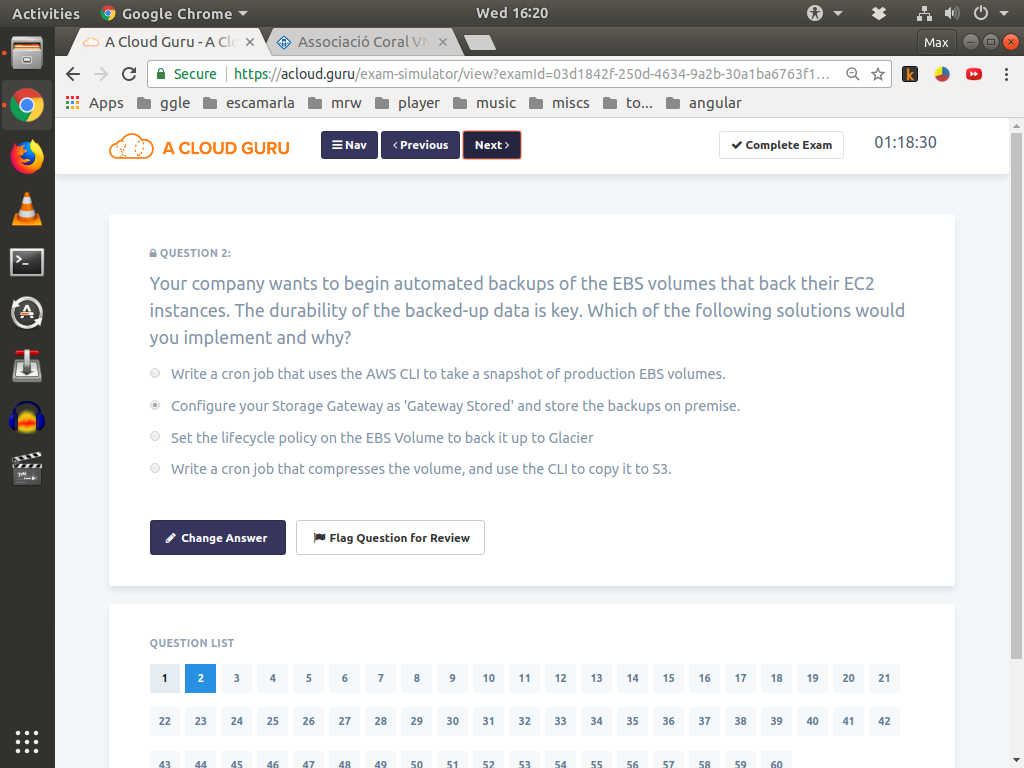 Activities Google Chrome Wed 16:20
A Cloud Guru - A Clo Associació Coral VN Max
Secure https://acloud.guru/exam-simulator/view?examId=03d1842f-250d-4634-9a2b-30a1ba6763f1...
Apps ggle escamarla mrw player music miscs to... angular
A CLOUD GURU Nav Previous Next Complete Exam 01:18:30
QUESTION 2:
Your company wants to begin automated backups of the EBS volumes that back their EC2
instances. The durability of the backed-up data is key. Which of the following solutions would
you implement and why?
Write a cron job that uses the AWS CLI to take a snapshot of production EBS volumes.
Configure your Storage Gateway as 'Gateway Stored' and store the backups on premise.
Set the lifecycle policy on the EBS Volume to back it up to Glacier
Write a cron job that compresses the volume, and use the CLI to copy it to S3.
Change Answer Flag Question for Review
QUESTION LIST
1 2 3 4 5 6 7 8 9 10 11 12 13 14 15 16 17 18 19 20 21
22 23 24 25 26 27 28 29 30 31 32 33 34 35 36 37 38 39 40 41 42
43 44 45 46 47 48 49 50 51 52 53 54 55 56 57 58 59 60